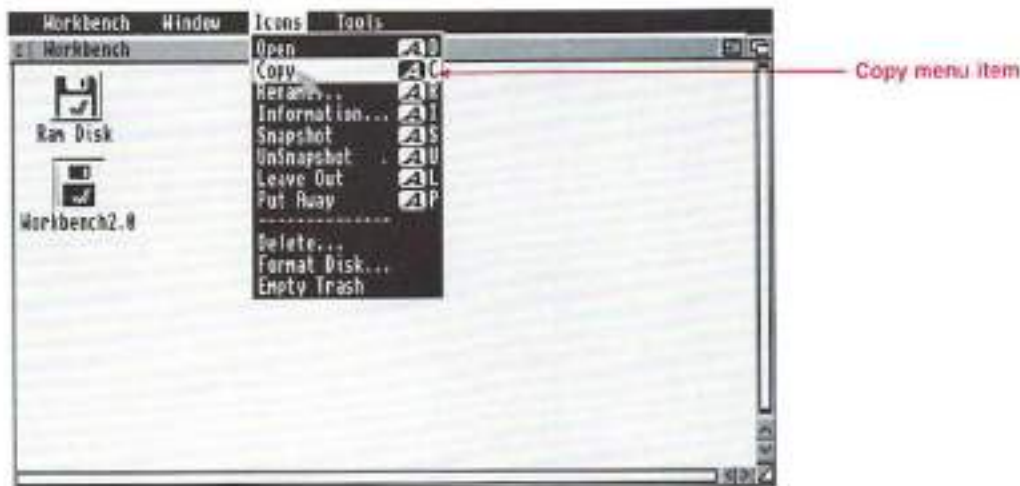 Workbench Window Icons Tools
Workbench
Open A O
Copy A C
Copy menu item
Rename... A R
Information... A I
Snapshot A S
UnSnapshot . A U
Leave Out A L
Put Away A P
--------------
Delete...
Format Disk...
Empty Trash
Ram Disk
Workbench2.0